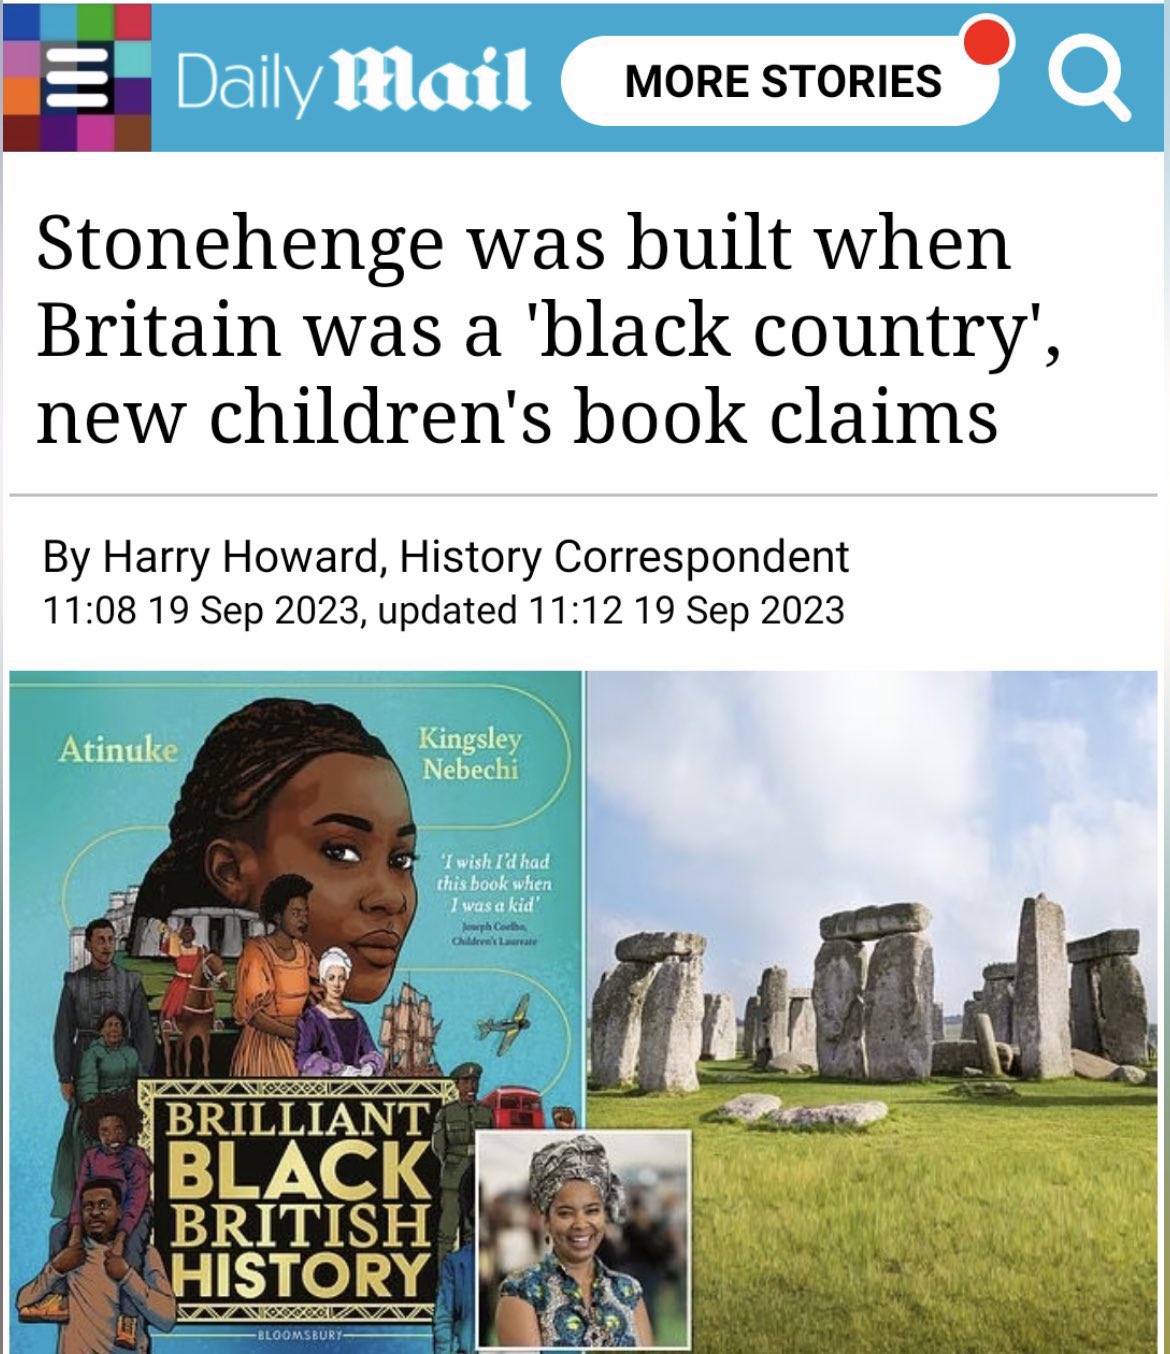 Daily Mail
MORE STORIES
Stonehenge was built when
Britain was a 'black country',
new children's book claims
By Harry Howard, History Correspondent
11:08 19 Sep 2023, updated 11:12 19 Sep 2023
Atinuke
Kingsley
Nebechi
'I wish I'd had
this book when
I was a kid'
Joseph Coelho,
Children's Laureate
BRILLIANT
BLACK
BRITISH
HISTORY
BLOOMSBURY